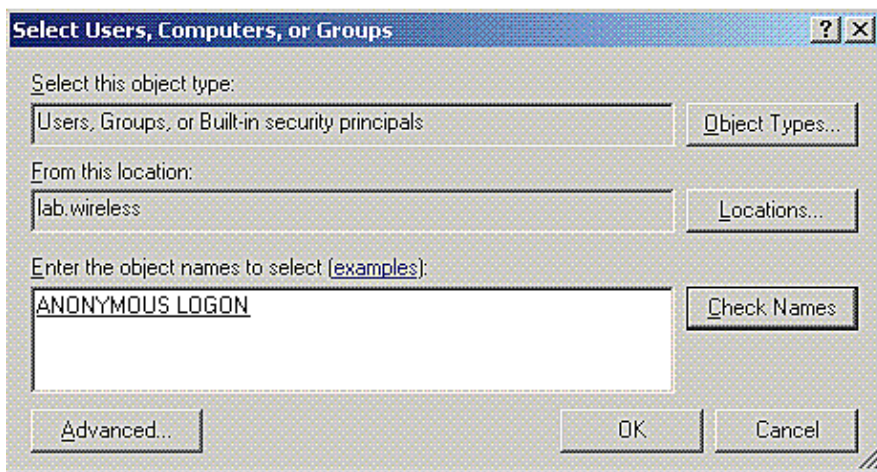 Select Users, Computers, or Groups
Select this object type:
Users, Groups, or Built-in security principals
Object Types...
From this location:
lab.wireless
Locations...
Enter the object names to select (examples):
ANONYMOUS LOGON
Check Names
Advanced...
OK
Cancel